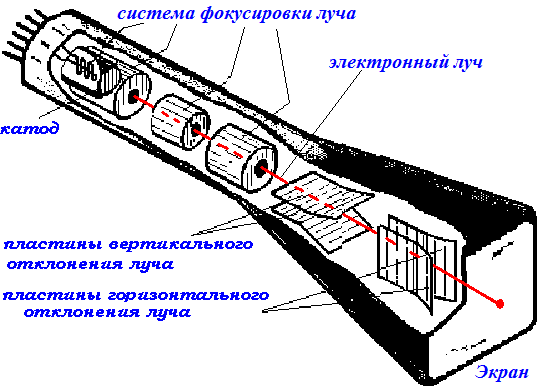 система фокусировки луча
электронный луч
катод
пластины вертикального
отклонения луча
пластины горизонтального
отклонения луча
Экран